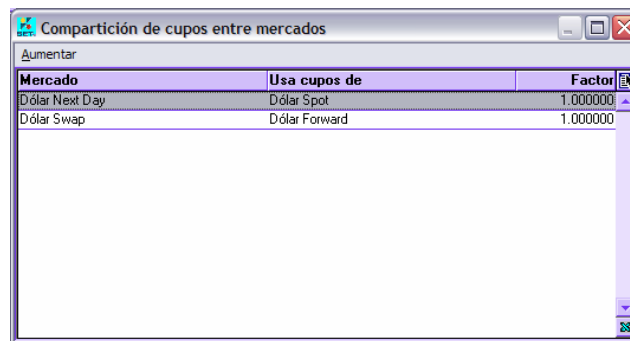 SET Compartición de cupos entre mercados
Aumentar
Mercado Usa cupos de Factor
Dólar Next Day Dólar Spot 1.000000
Dólar Swap Dólar Forward 1.000000